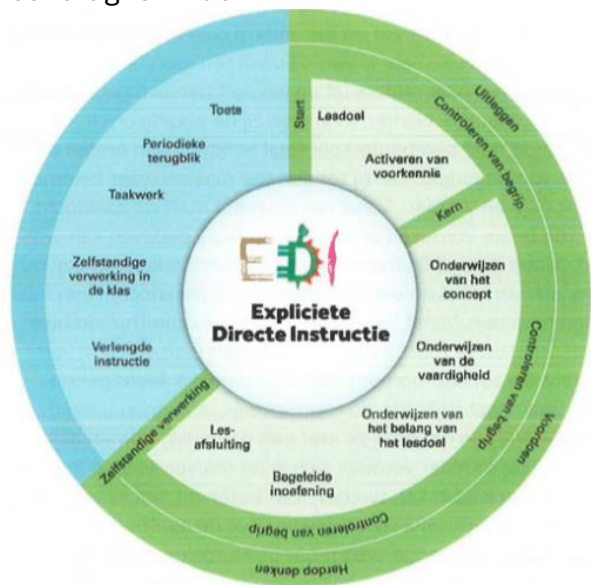 Toets
Periodieke
terugblik
Taakwerk
Zelfstandige
verwerking in
de klas
Verlengde
instructie
Zelfstandige verwerking
Start
Lesdoel
Activeren van
voorkennis
Kern
Onderwijzen
van het
concept
Onderwijzen
van de
vaardigheid
Onderwijzen van
het belang van
het lesdoel
Begeleide
inoefening
Les-
afsluiting
Controleren van begrip
Controleren van begrip
Controleren van begrip
Uitleggen
Voordoen
Hardop denken
EDI
Expliciete
Directe Instructie